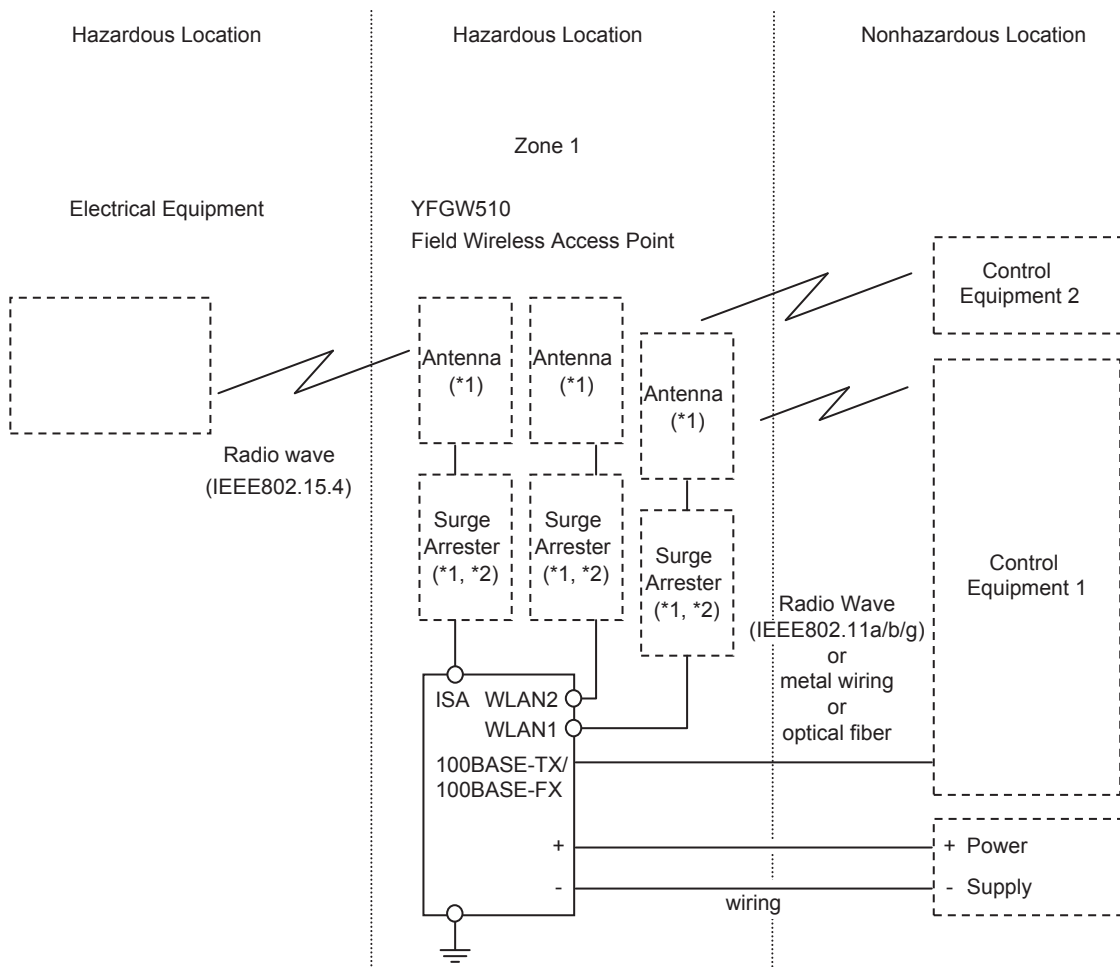 Hazardous Location
Hazardous Location
Nonhazardous Location
Zone 1
Electrical Equipment
YFGW510
Field Wireless Access Point
Control
Equipment 2
Antenna
(*1)
Antenna
(*1)
Antenna
(*1)
Radio wave
(IEEE802.15.4)
Surge
Arrester
(*1, *2)
Surge
Arrester
(*1, *2)
Surge
Arrester
(*1, *2)
Control
Equipment 1
Radio Wave
(IEEE802.11a/b/g)
or
metal wiring
or
optical fiber
ISA
WLAN2
WLAN1
100BASE-TX/
100BASE-FX
+
-
+ Power
- Supply
wiring